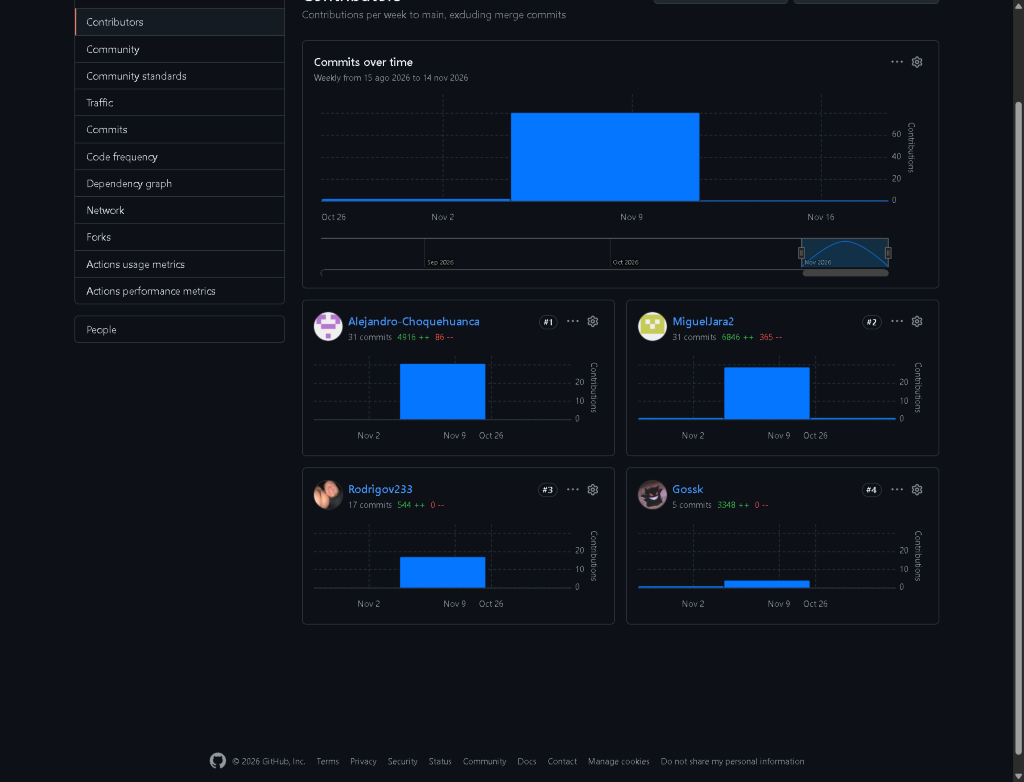 Contributors
Contributors
Contributions per week to main, excluding merge commits
Community
Community standards
Traffic
Commits
Code frequency
Dependency graph
Network
Forks
Actions usage metrics
Actions performance metrics
People
Commits over time
Weekly from 15 ago 2026 to 14 nov 2026
60
40
20
0
Contributions
Oct 26
Nov 2
Nov 9
Nov 16
Sep 2026
Oct 2026
Nov 2026
Alejandro-Choquehuanca
#1
31 commits 4916 ++ 86 --
20
10
0
Contributions
Nov 2
Nov 9
Oct 26
MiguelJara2
#2
31 commits 6846 ++ 365 --
20
10
0
Contributions
Nov 2
Nov 9
Oct 26
Rodrigov233
#3
17 commits 544 ++ 0 --
20
10
0
Contributions
Nov 2
Nov 9
Oct 26
Gossk
#4
5 commits 3348 ++ 0 --
20
10
0
Contributions
Nov 2
Nov 9
Oct 26
© 2026 GitHub, Inc. Terms Privacy Security Status Community Docs Contact Manage cookies Do not share my personal information